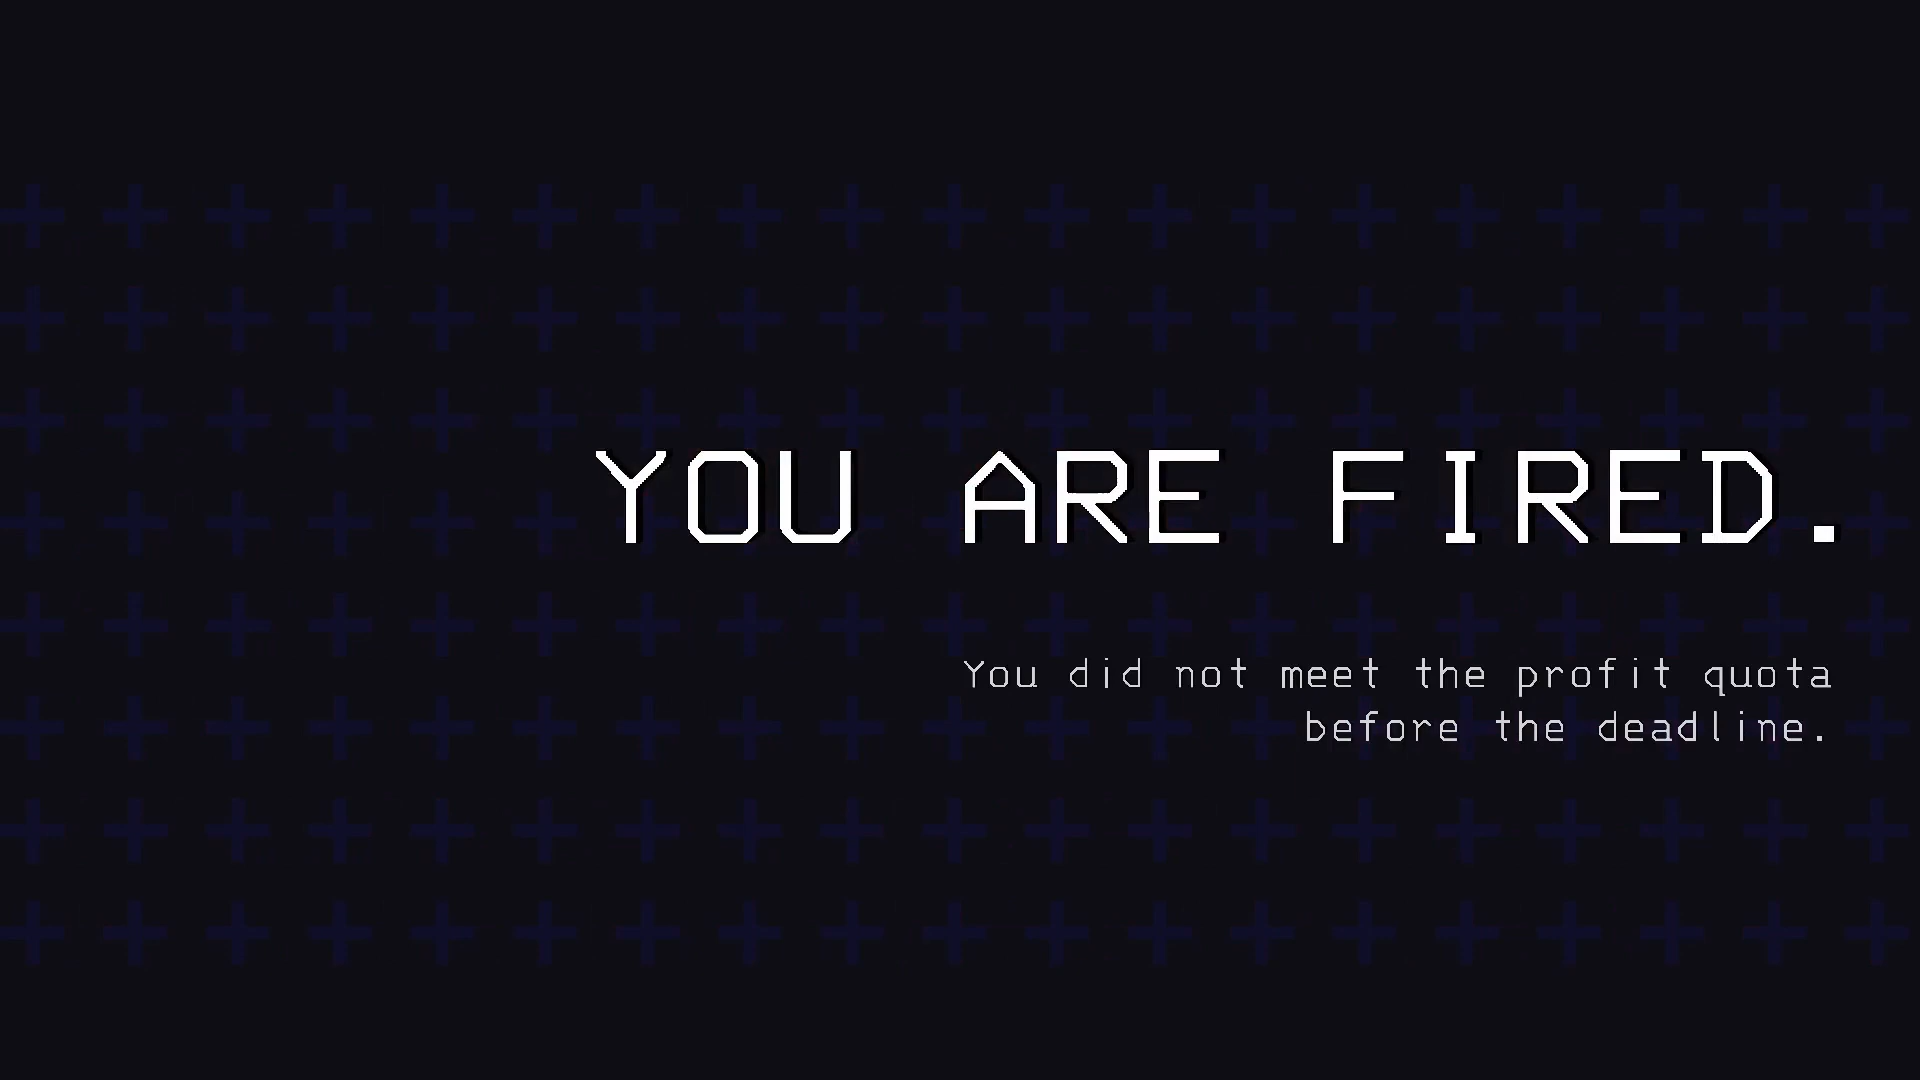 YOU ARE FIRED.
You did not meet the profit quota
before the deadline.